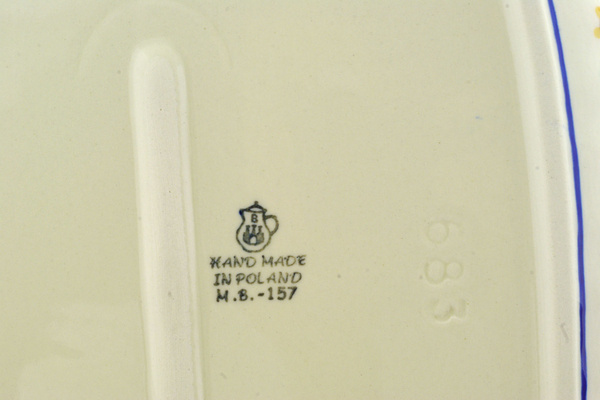 B
HAND MADE
IN POLAND
M.B.-157
683